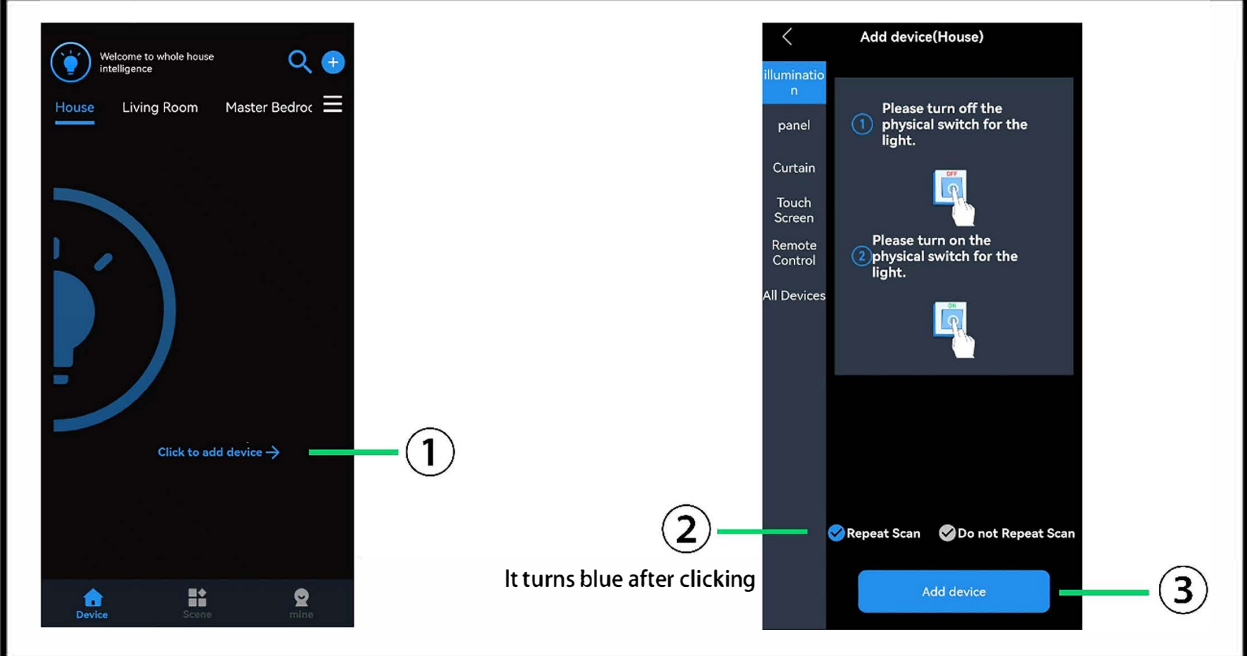 Welcome to whole house
intelligence
House
Living Room
Master Bedroc
Click to add device →
1
Device
Scene
mine
Add device(House)
illuminatio
n
panel
Curtain
Touch
Screen
Remote
Control
All Devices
1
Please turn off the
physical switch for the
light.
OFF
2
Please turn on the
physical switch for the
light.
ON
2
Repeat Scan
Do not Repeat Scan
It turns blue after clicking
Add device
3